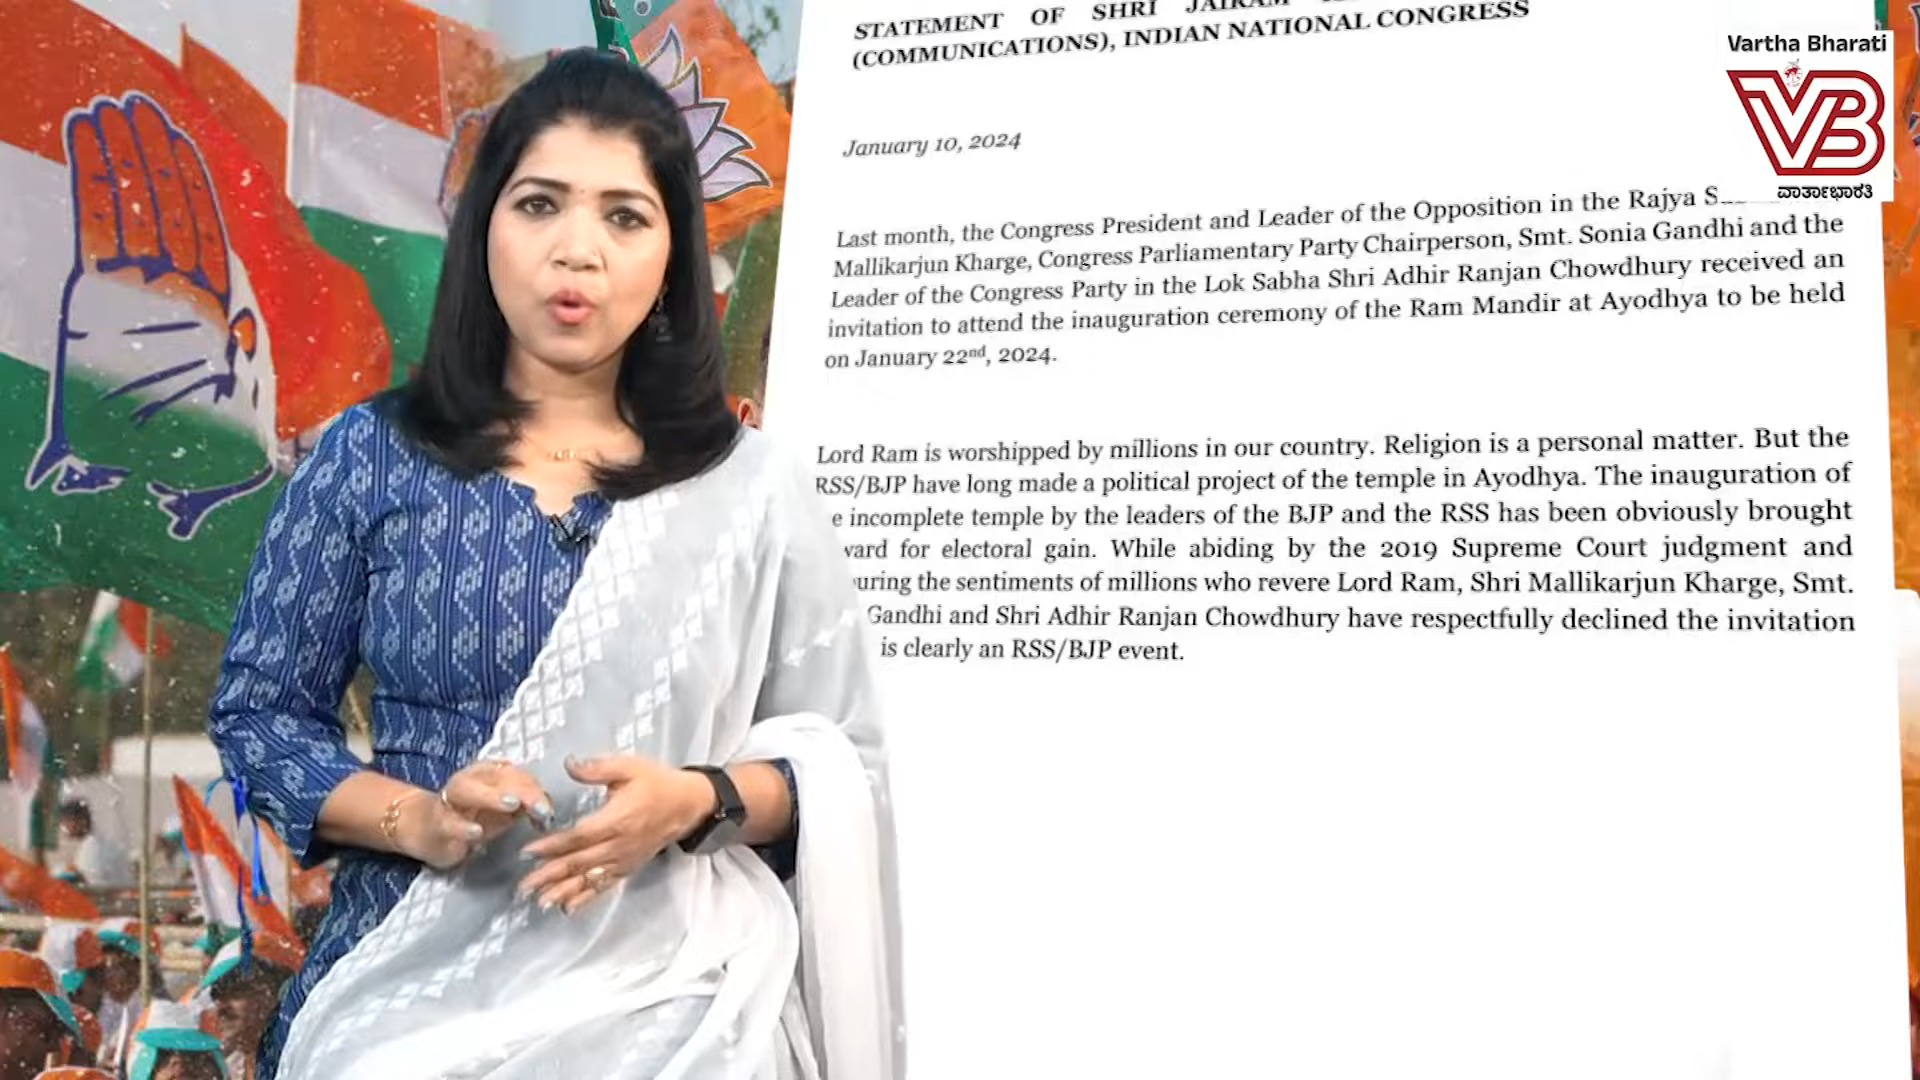 STATEMENT OF SHRI JAIRAM
(COMMUNICATIONS), INDIAN NATIONAL CONGRESS
Vartha Bharati
VB
ವಾರ್ತಾಭಾರತಿ
January 10, 2024
Last month, the Congress President and Leader of the Opposition in the Rajya
Mallikarjun Kharge, Congress Parliamentary Party Chairperson, Smt. Sonia Gandhi and the
Leader of the Congress Party in the Lok Sabha Shri Adhir Ranjan Chowdhury received an
invitation to attend the inauguration ceremony of the Ram Mandir at Ayodhya to be held
on January 22nd, 2024.
Lord Ram is worshipped by millions in our country. Religion is a personal matter. But the
RSS/BJP have long made a political project of the temple in Ayodhya. The inauguration of
e incomplete temple by the leaders of the BJP and the RSS has been obviously brought
ward for electoral gain. While abiding by the 2019 Supreme Court judgment and
uring the sentiments of millions who revere Lord Ram, Shri Mallikarjun Kharge, Smt.
Gandhi and Shri Adhir Ranjan Chowdhury have respectfully declined the invitation
is clearly an RSS/BJP event.